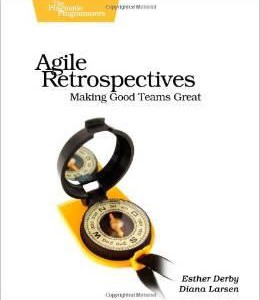 The
Pragmatic
Programmers
Agile
Retrospectives
Making Good Teams Great
Esther Derby
Diana Larsen